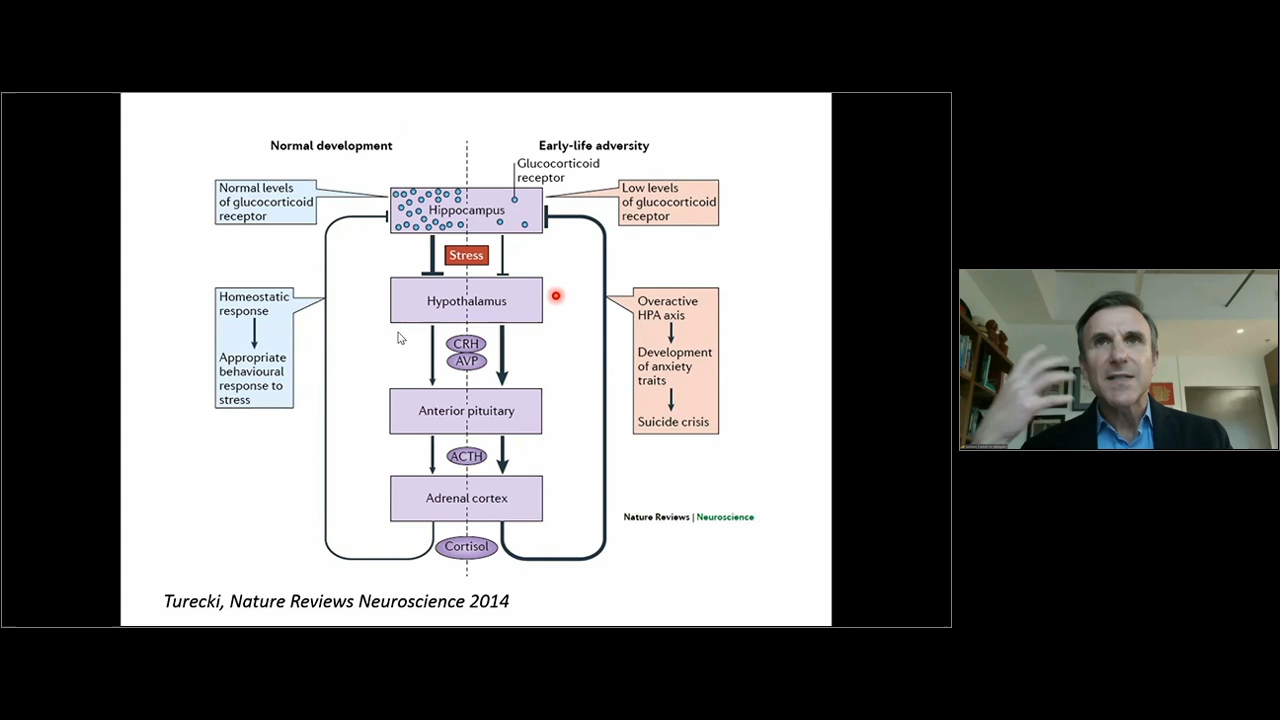 Normal development
Early-life adversity
Glucocorticoid
receptor
Normal levels
of glucocorticoid
receptor
Hippocampus
Low levels
of glucocorticoid
receptor
Stress
Homeostatic
response
Appropriate
behavioural
response to
stress
Hypothalamus
Overactive
HPA axis
Development
of anxiety
traits
Suicide crisis
CRH
AVP
Anterior pituitary
ACTH
Adrenal cortex
Nature Reviews | Neuroscience
Cortisol
Turecki, Nature Reviews Neuroscience 2014